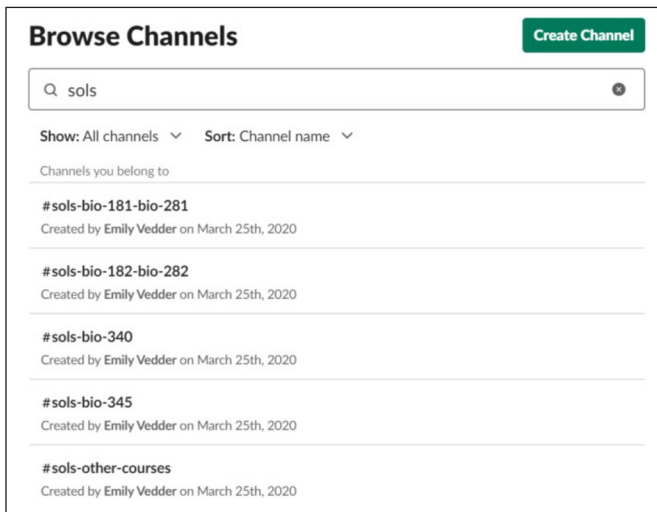 Browse Channels
Create Channel
sols
Show: All channels Sort: Channel name
Channels you belong to
#sols-bio-181-bio-281
Created by Emily Vedder on March 25th, 2020
#sols-bio-182-bio-282
Created by Emily Vedder on March 25th, 2020
#sols-bio-340
Created by Emily Vedder on March 25th, 2020
#sols-bio-345
Created by Emily Vedder on March 25th, 2020
#sols-other-courses
Created by Emily Vedder on March 25th, 2020